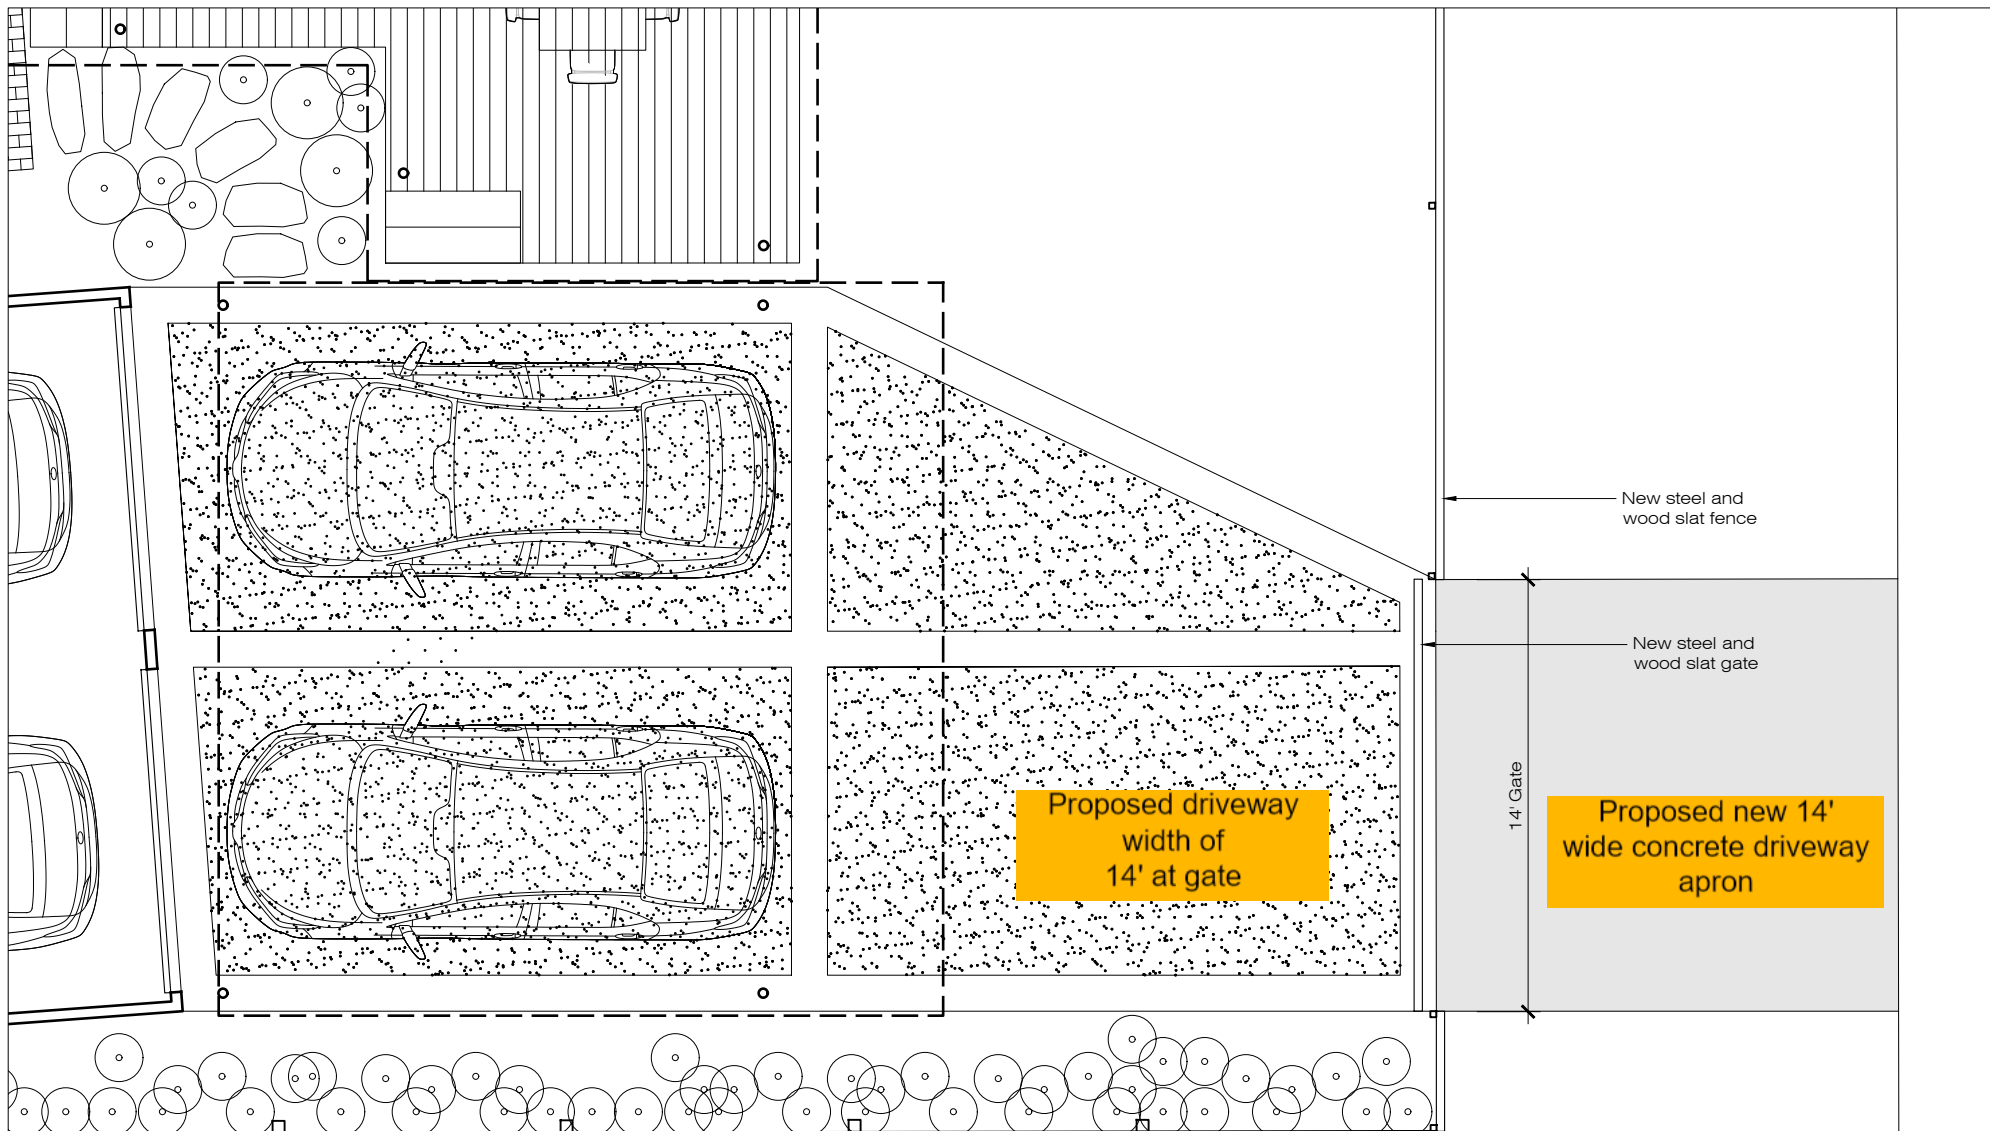 New steel and
wood slat fence
New steel and
wood slat gate
14' Gate
Proposed driveway
width of
14' at gate
Proposed new 14'
wide concrete driveway
apron